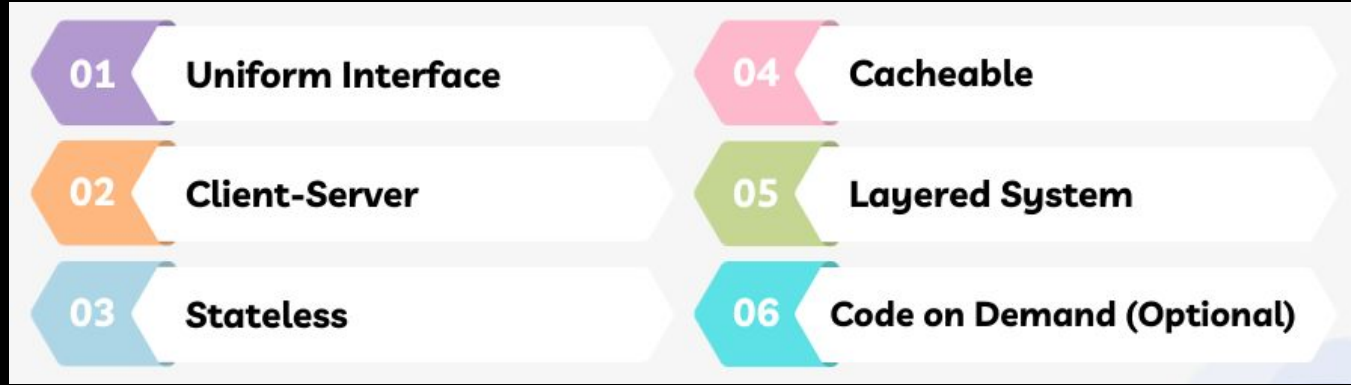 01 Uniform Interface
02 Client-Server
03 Stateless
04 Cacheable
05 Layered System
06 Code on Demand (Optional)